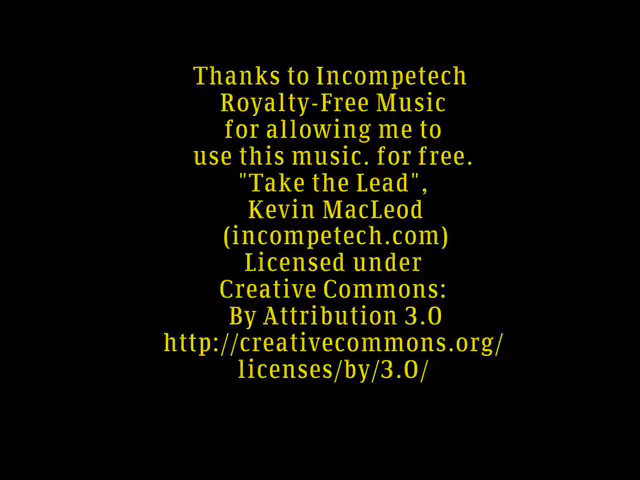 Thanks to Incompetech
Royalty-Free Music
for allowing me to
use this music. for free.
"Take the Lead",
Kevin MacLeod
(incompetech.com)
Licensed under
Creative Commons:
By Attribution 3.0
http://creativecommons.org/
licenses/by/3.0/